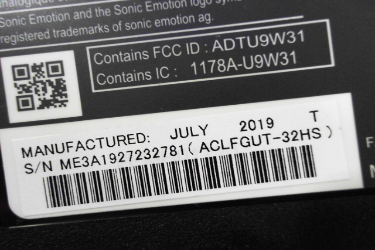 Sonic Emotion and the Sonic Emotion logo
registered trademarks of sonic emotion ag.
Contains FCC ID : ADTU9W31
Contains IC : 1178A-U9W31
MANUFACTURED: JULY 2019 T
S/N ME3A1927232781(ACLFGUT-32HS)